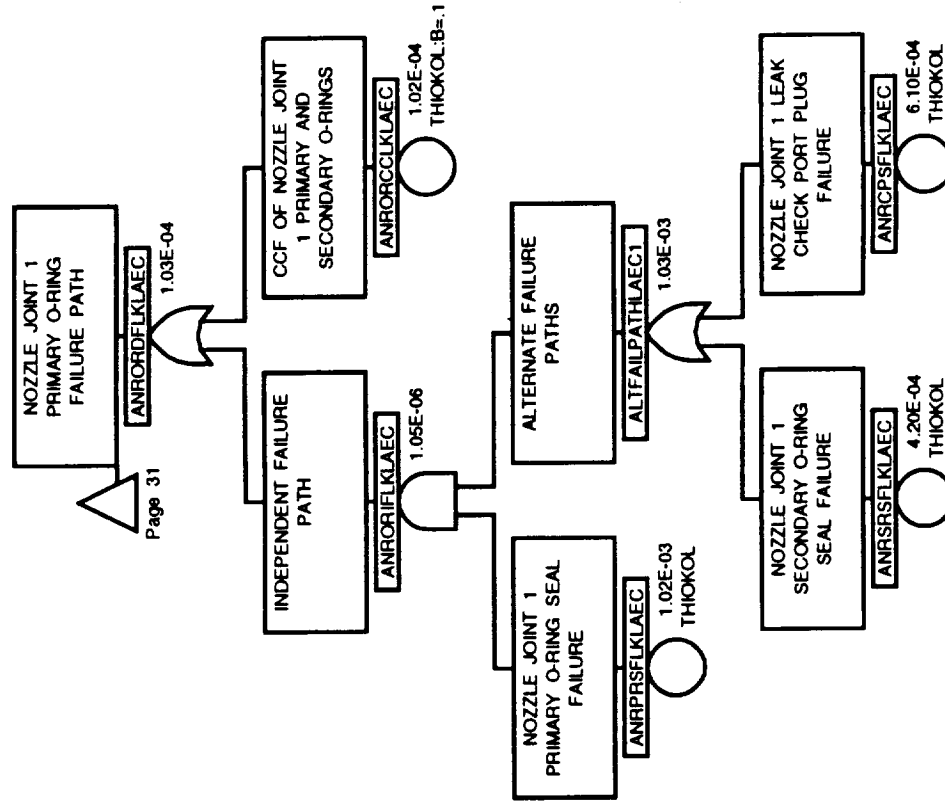 NOZZLE JOINT 1
PRIMARY O-RING
FAILURE PATH
ANRORDFLKLAEC
1.03E-04
Page 31
INDEPENDENT FAILURE
PATH
ANRORIFLKLAEC
1.05E-06
CCF OF NOZZLE JOINT
1 PRIMARY AND
SECONDARY O-RINGS
ANRORCCLKLAEC
1.02E-04
THIOKOL:B=.1
NOZZLE JOINT 1
PRIMARY O-RING SEAL
FAILURE
ANRPRSFLKLAEC
1.02E-03
THIOKOL
ALTERNATE FAILURE
PATHS
ALTFAILPATHLAEC1
1.03E-03
NOZZLE JOINT 1
SECONDARY O-RING
SEAL FAILURE
ANRSRSFLKLAEC
4.20E-04
THIOKOL
NOZZLE JOINT 1 LEAK
CHECK PORT PLUG
FAILURE
ANRCPSFLKLAEC
6.10E-04
THIOKOL